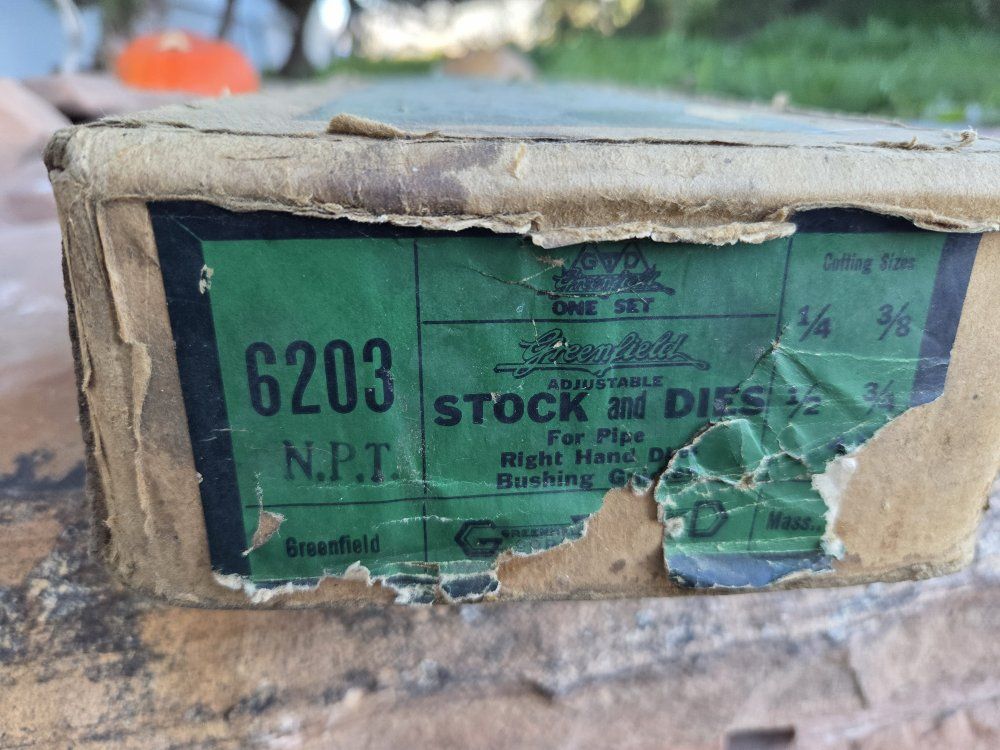 6203
N.P.T.
Greenfield
G T D
Greenfield
ONE SET
Greenfield
ADJUSTABLE
STOCK and DIES
For Pipe
Right Hand
Bushing
G
D
Cutting Sizes
1/4 3/8
1/2 3/4
Mass.